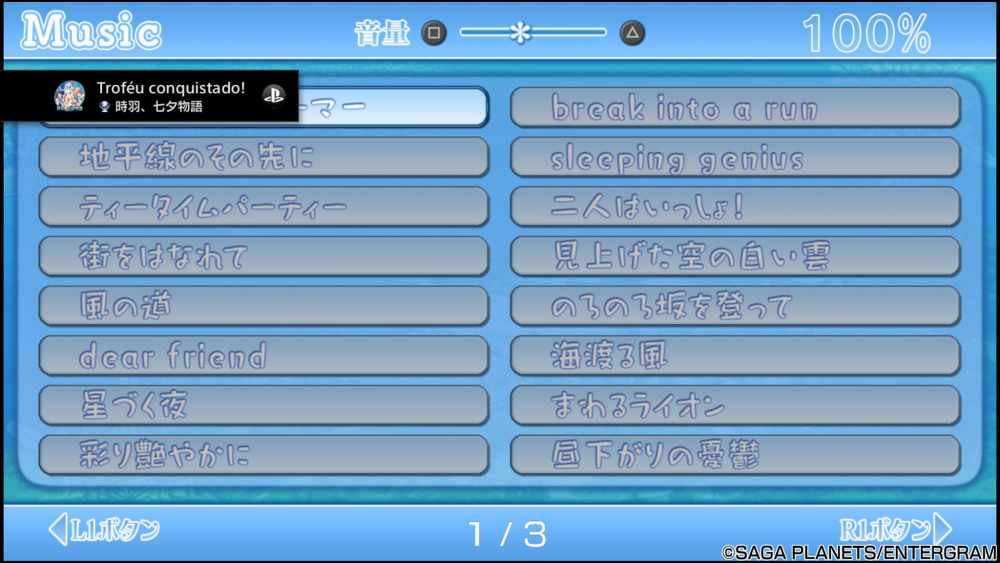 Music
音量
100%
Troféu conquistado!
時羽、七夕物語
ーマー
break into a run
地平線のその先に
sleeping genius
ティータイムパーティー
二人はいっしょ!
街をはなれて
見上げた空の白い雲
風の道
のろのろ坂を登って
dear friend
海渡る風
星づく夜
まわるライオン
彩り艶やかに
昼下がりの憂鬱
L1ボタン
1 / 3
R1ボタン
©SAGA PLANETS/ENTERGRAM